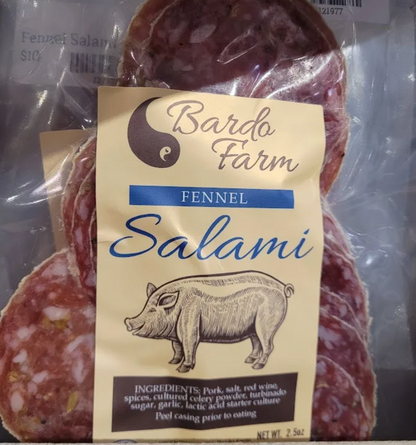 21977
Fennel Salami
$10
Bardo
Farm
FENNEL
Salami
INGREDIENTS: Pork, salt, red wine,
spices, cultured celery powder, turbinado
sugar, garlic, lactic acid starter culture
Peel casing prior to eating
NET WT. 2.5oz